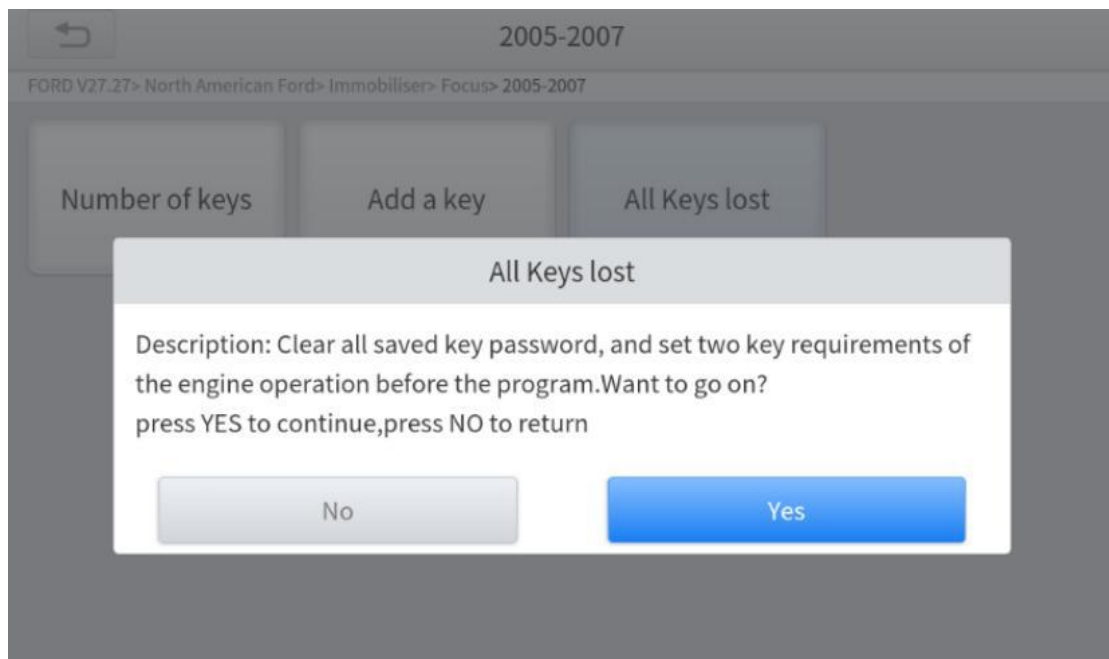 2005-2007
FORD V27.27> North American Ford> Immobiliser> Focus> 2005-2007
Number of keys
Add a key
All Keys lost
All Keys lost
Description: Clear all saved key password, and set two key requirements of
the engine operation before the program.Want to go on?
press YES to continue,press NO to return
No
Yes